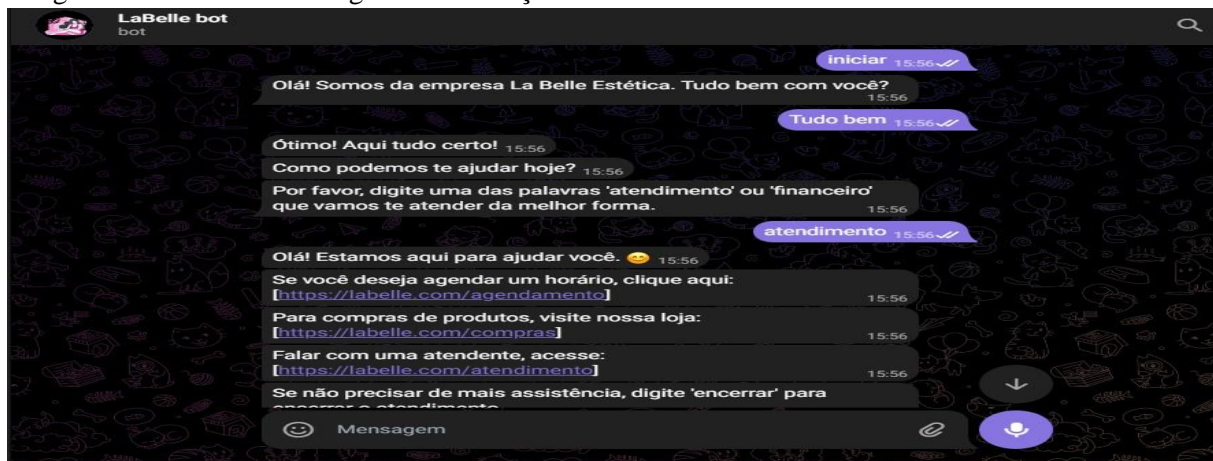 LaBelle bot
bot
iniciar 15:56
Olá! Somos da empresa La Belle Estética. Tudo bem com você?
15:56
Tudo bem 15:56
Ótimo! Aqui tudo certo! 15:56
Como podemos te ajudar hoje? 15:56
Por favor, digite uma das palavras 'atendimento' ou 'financeiro'
que vamos te atender da melhor forma. 15:56
atendimento 15:56
Olá! Estamos aqui para ajudar você. 😊 15:56
Se você deseja agendar um horário, clique aqui:
[https://labelle.com/agendamento] 15:56
Para compras de produtos, visite nossa loja:
[https://labelle.com/compras] 15:56
Falar com uma atendente, acesse:
[https://labelle.com/atendimento] 15:56
Se não precisar de mais assistência, digite 'encerrar' para
encerrar o atendimento
Mensagem